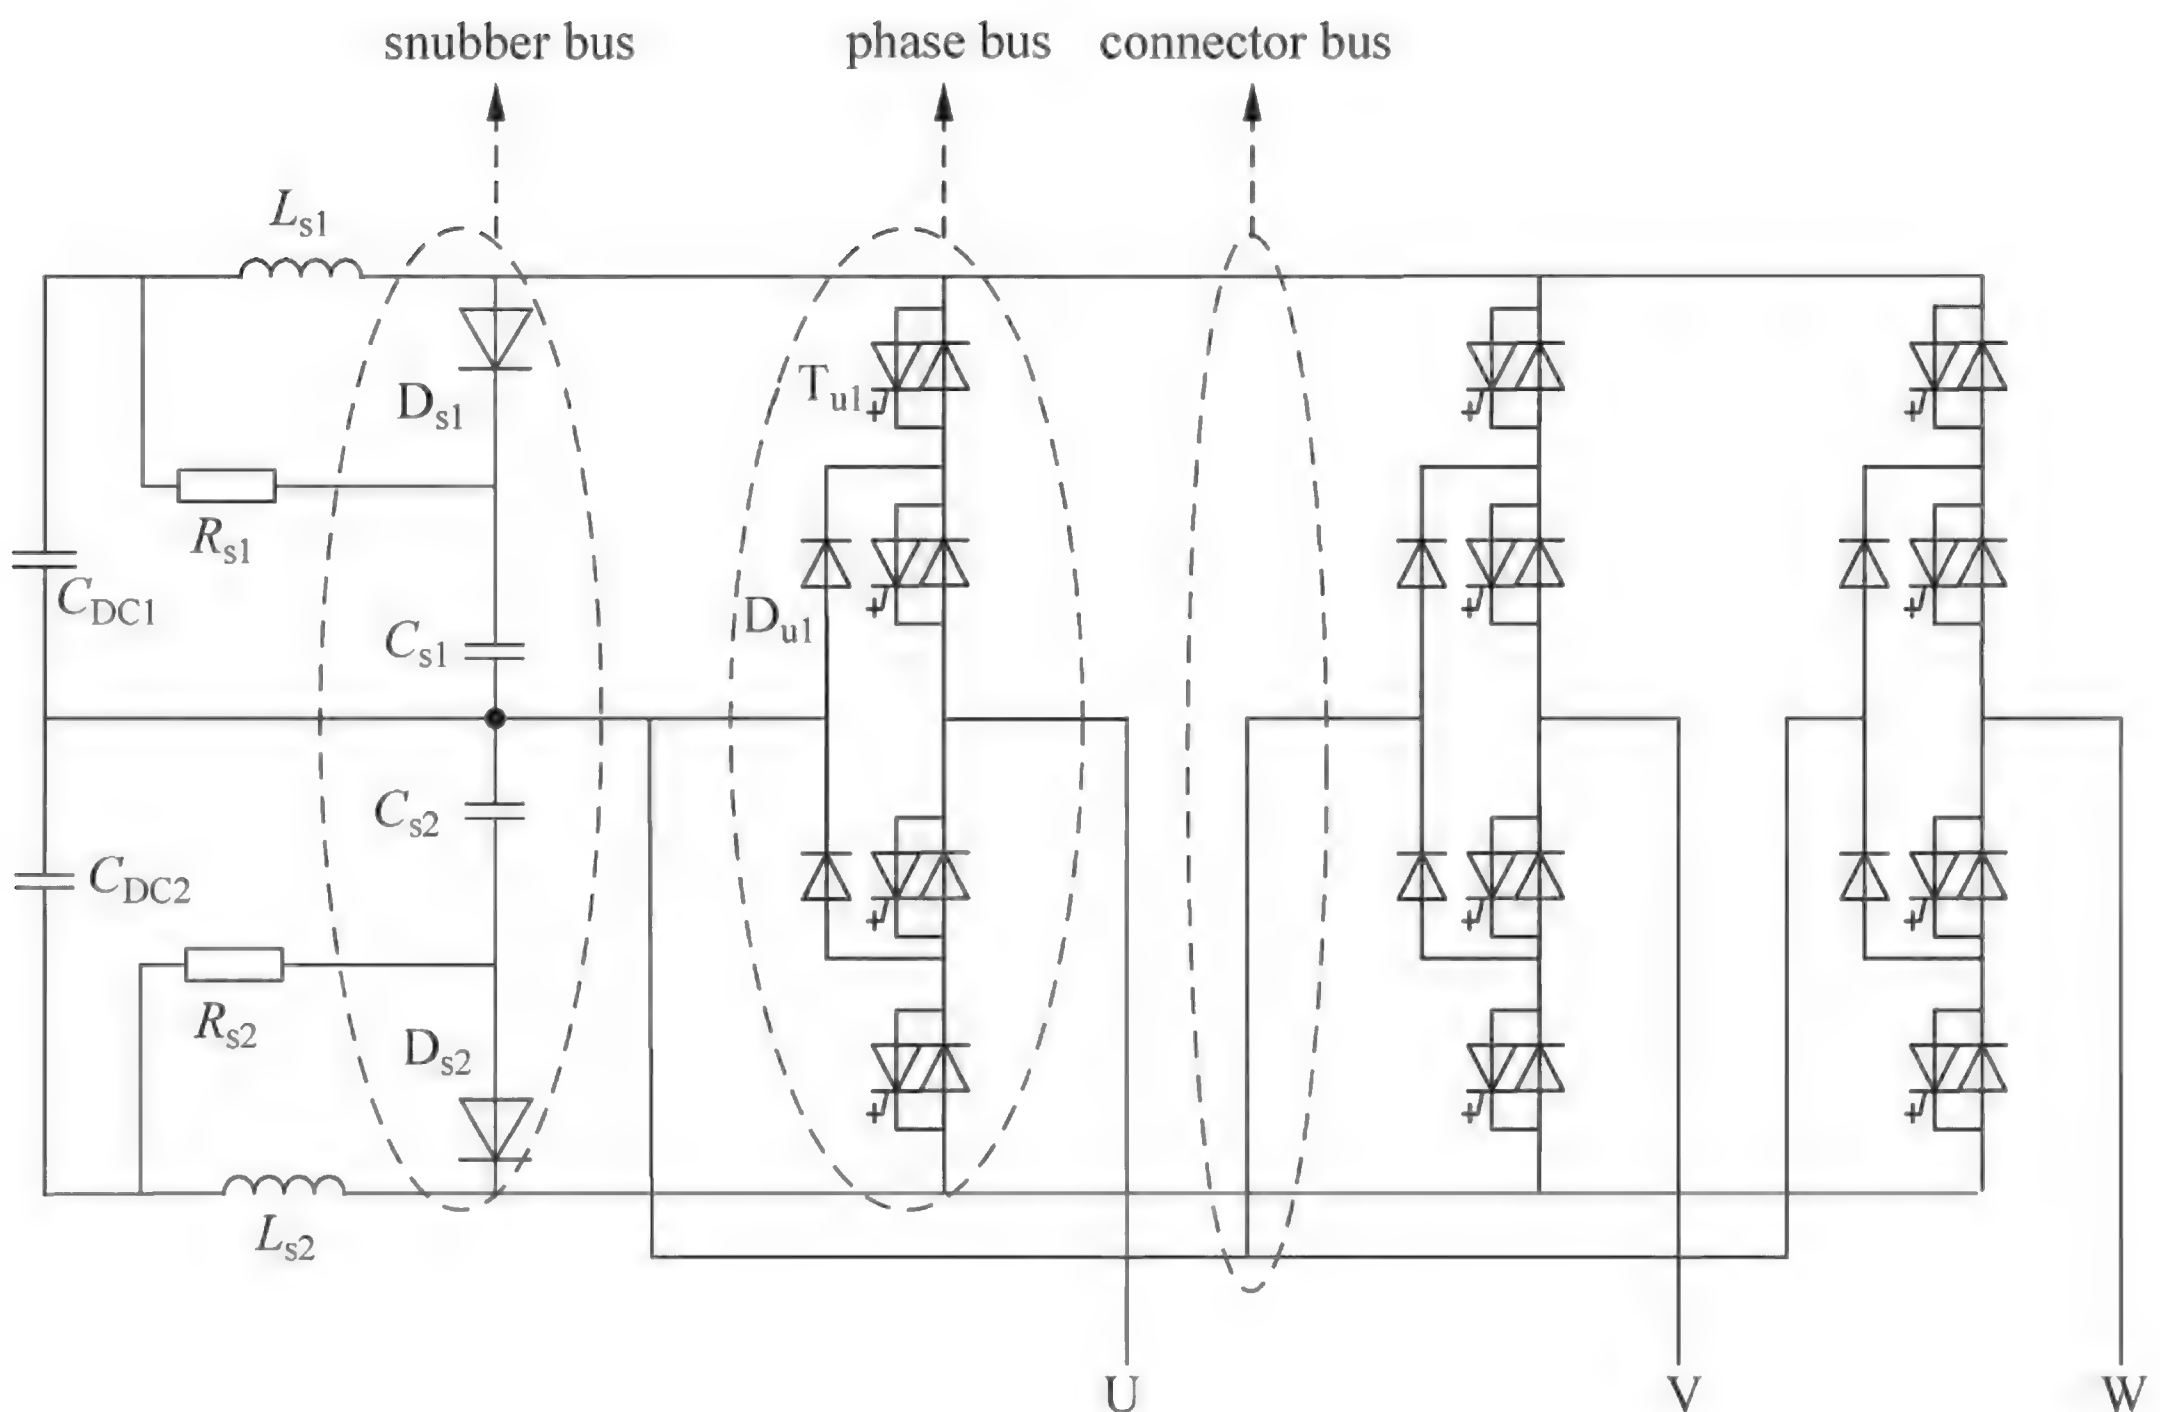 snubber bus phase bus connector bus
Ls1
Ds1
Tu1
Rs1
CDC1
Du1
Cs1
Cs2
CDC2
Rs2
Ds2
Ls2
U V W